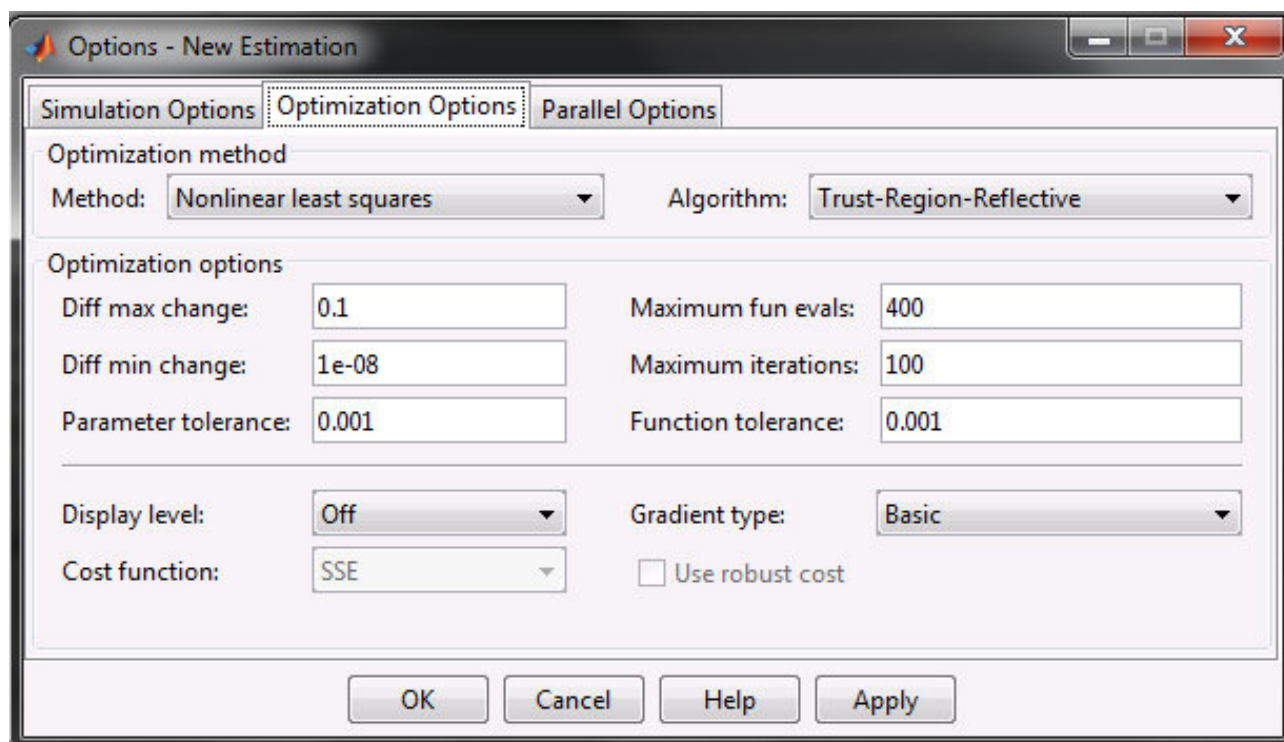 Options - New Estimation
Simulation Options Optimization Options Parallel Options
Optimization method
Method: Nonlinear least squares Algorithm: Trust-Region-Reflective
Optimization options
Diff max change: 0.1 Maximum fun evals: 400
Diff min change: 1e-08 Maximum iterations: 100
Parameter tolerance: 0.001 Function tolerance: 0.001
Display level: Off Gradient type: Basic
Cost function: SSE Use robust cost
OK Cancel Help Apply